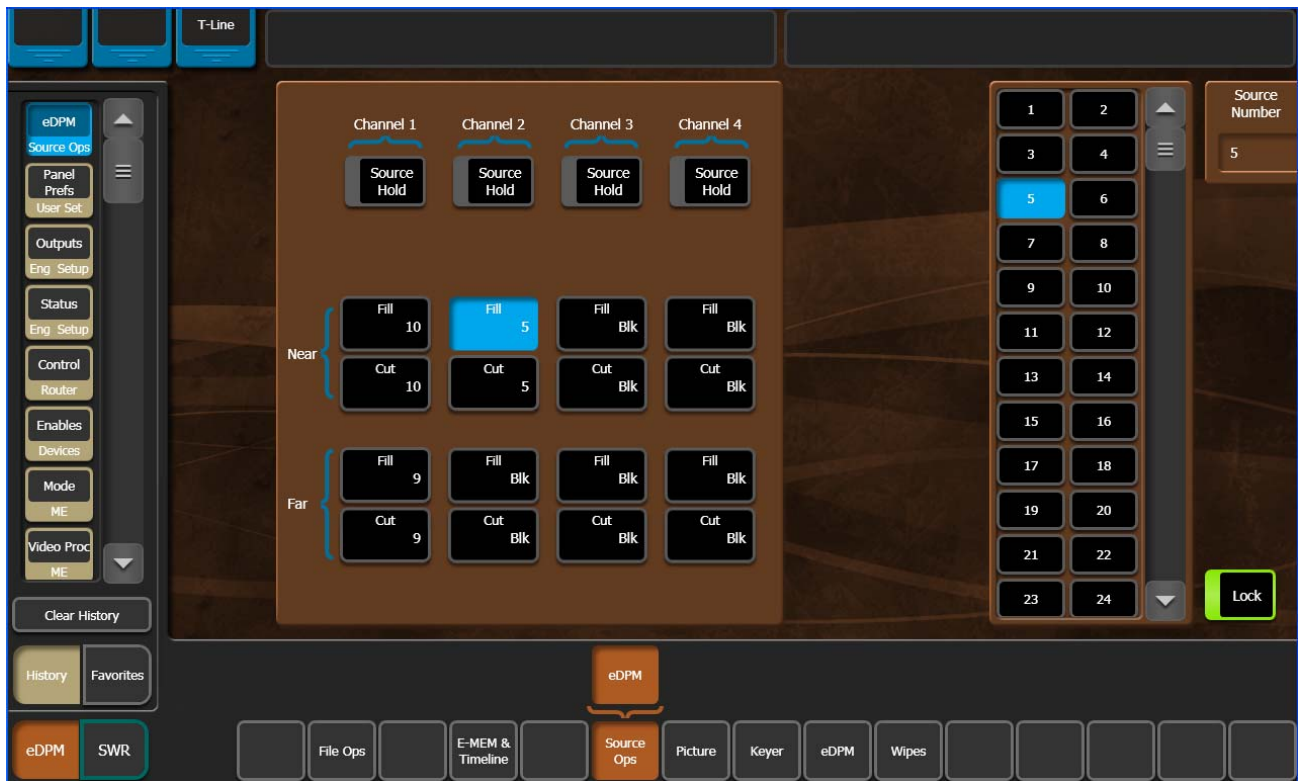 T-Line
eDPM
Source Ops
Panel
Prefs
User Set
Outputs
Eng Setup
Status
Eng Setup
Control
Router
Enables
Devices
Mode
ME
Video Proc
ME
Clear History
History Favorites
eDPM SWR
Channel 1 Channel 2 Channel 3 Channel 4
Source Source Source Source
Hold Hold Hold Hold
Near
Fill Fill Fill Fill
10 5 Blk Blk
Cut Cut Cut Cut
10 5 Blk Blk
Far
Fill Fill Fill Fill
9 Blk Blk Blk
Cut Cut Cut Cut
9 Blk Blk Blk
1 2
3 4
5 6
7 8
9 10
11 12
13 14
15 16
17 18
19 20
21 22
23 24
Source
Number
5
Lock
eDPM
File Ops
E-MEM &
Timeline
Source
Ops
Picture
Keyer
eDPM
Wipes